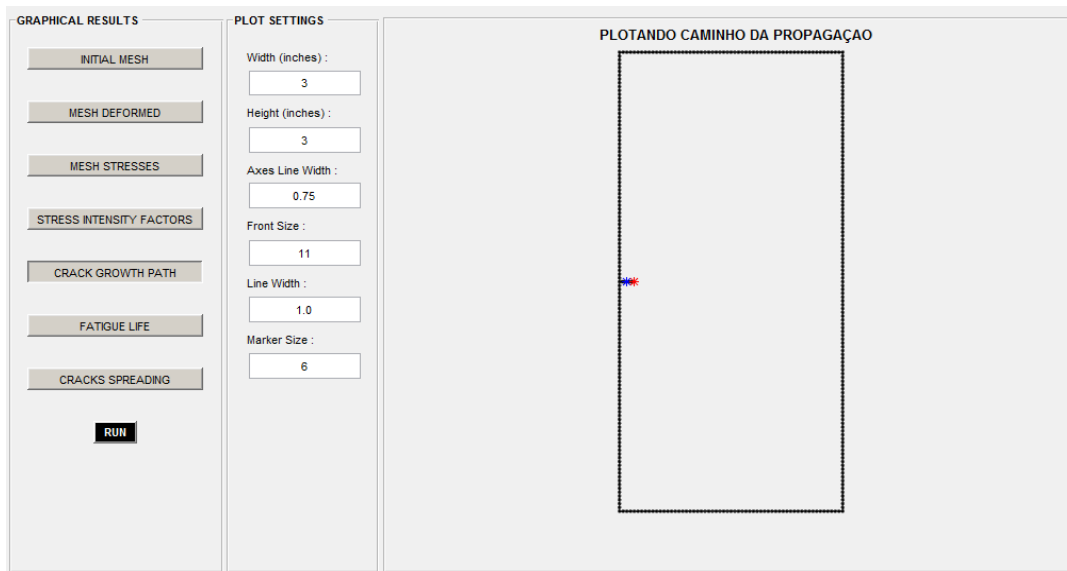 GRAPHICAL RESULTS
INITIAL MESH
MESH DEFORMED
MESH STRESSES
STRESS INTENSITY FACTORS
CRACK GROWTH PATH
FATIGUE LIFE
CRACKS SPREADING
RUN
PLOT SETTINGS
Width (inches) :
3
Height (inches) :
3
Axes Line Width :
0.75
Front Size :
11
Line Width :
1.0
Marker Size :
6
PLOTANDO CAMINHO DA PROPAGAÇAO